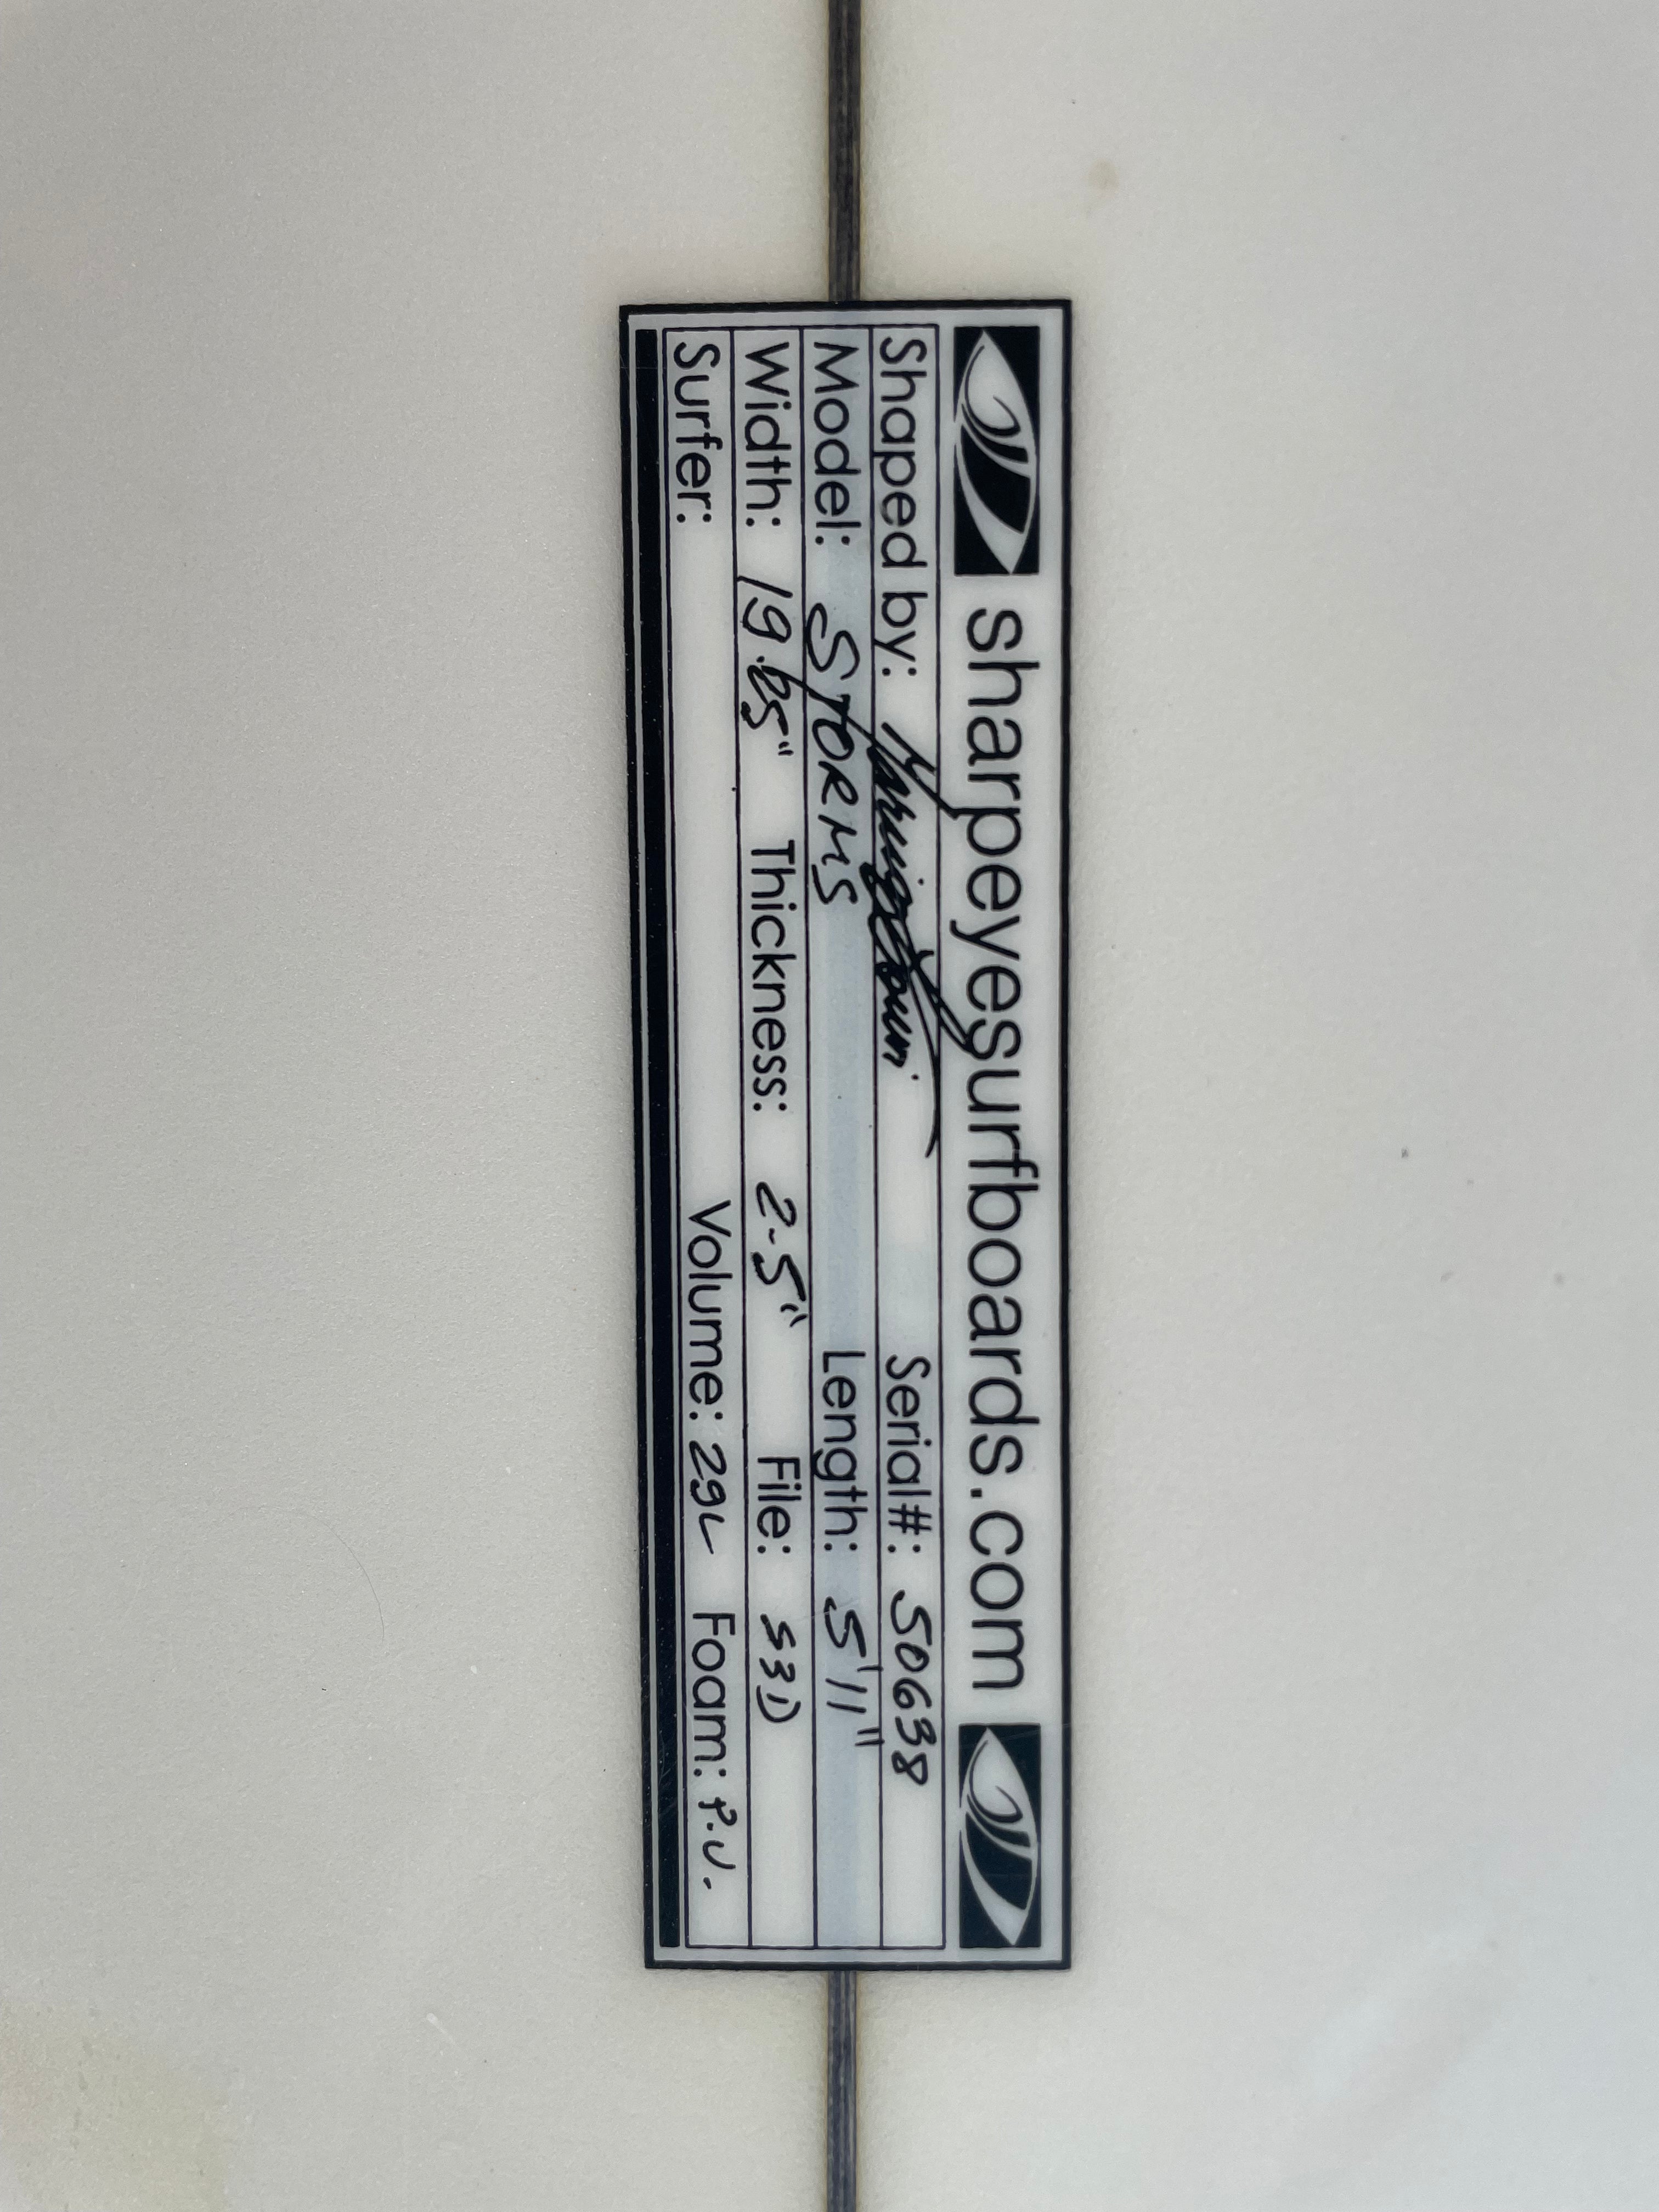 sharpeyesurfboards.com
Shaped by: Serial#: 50638
Model: STORMS Length: 5'11"
Width: 19.65" Thickness: 2-5" File: S3D
Surfer: Volume: 29L Foam: P.U.